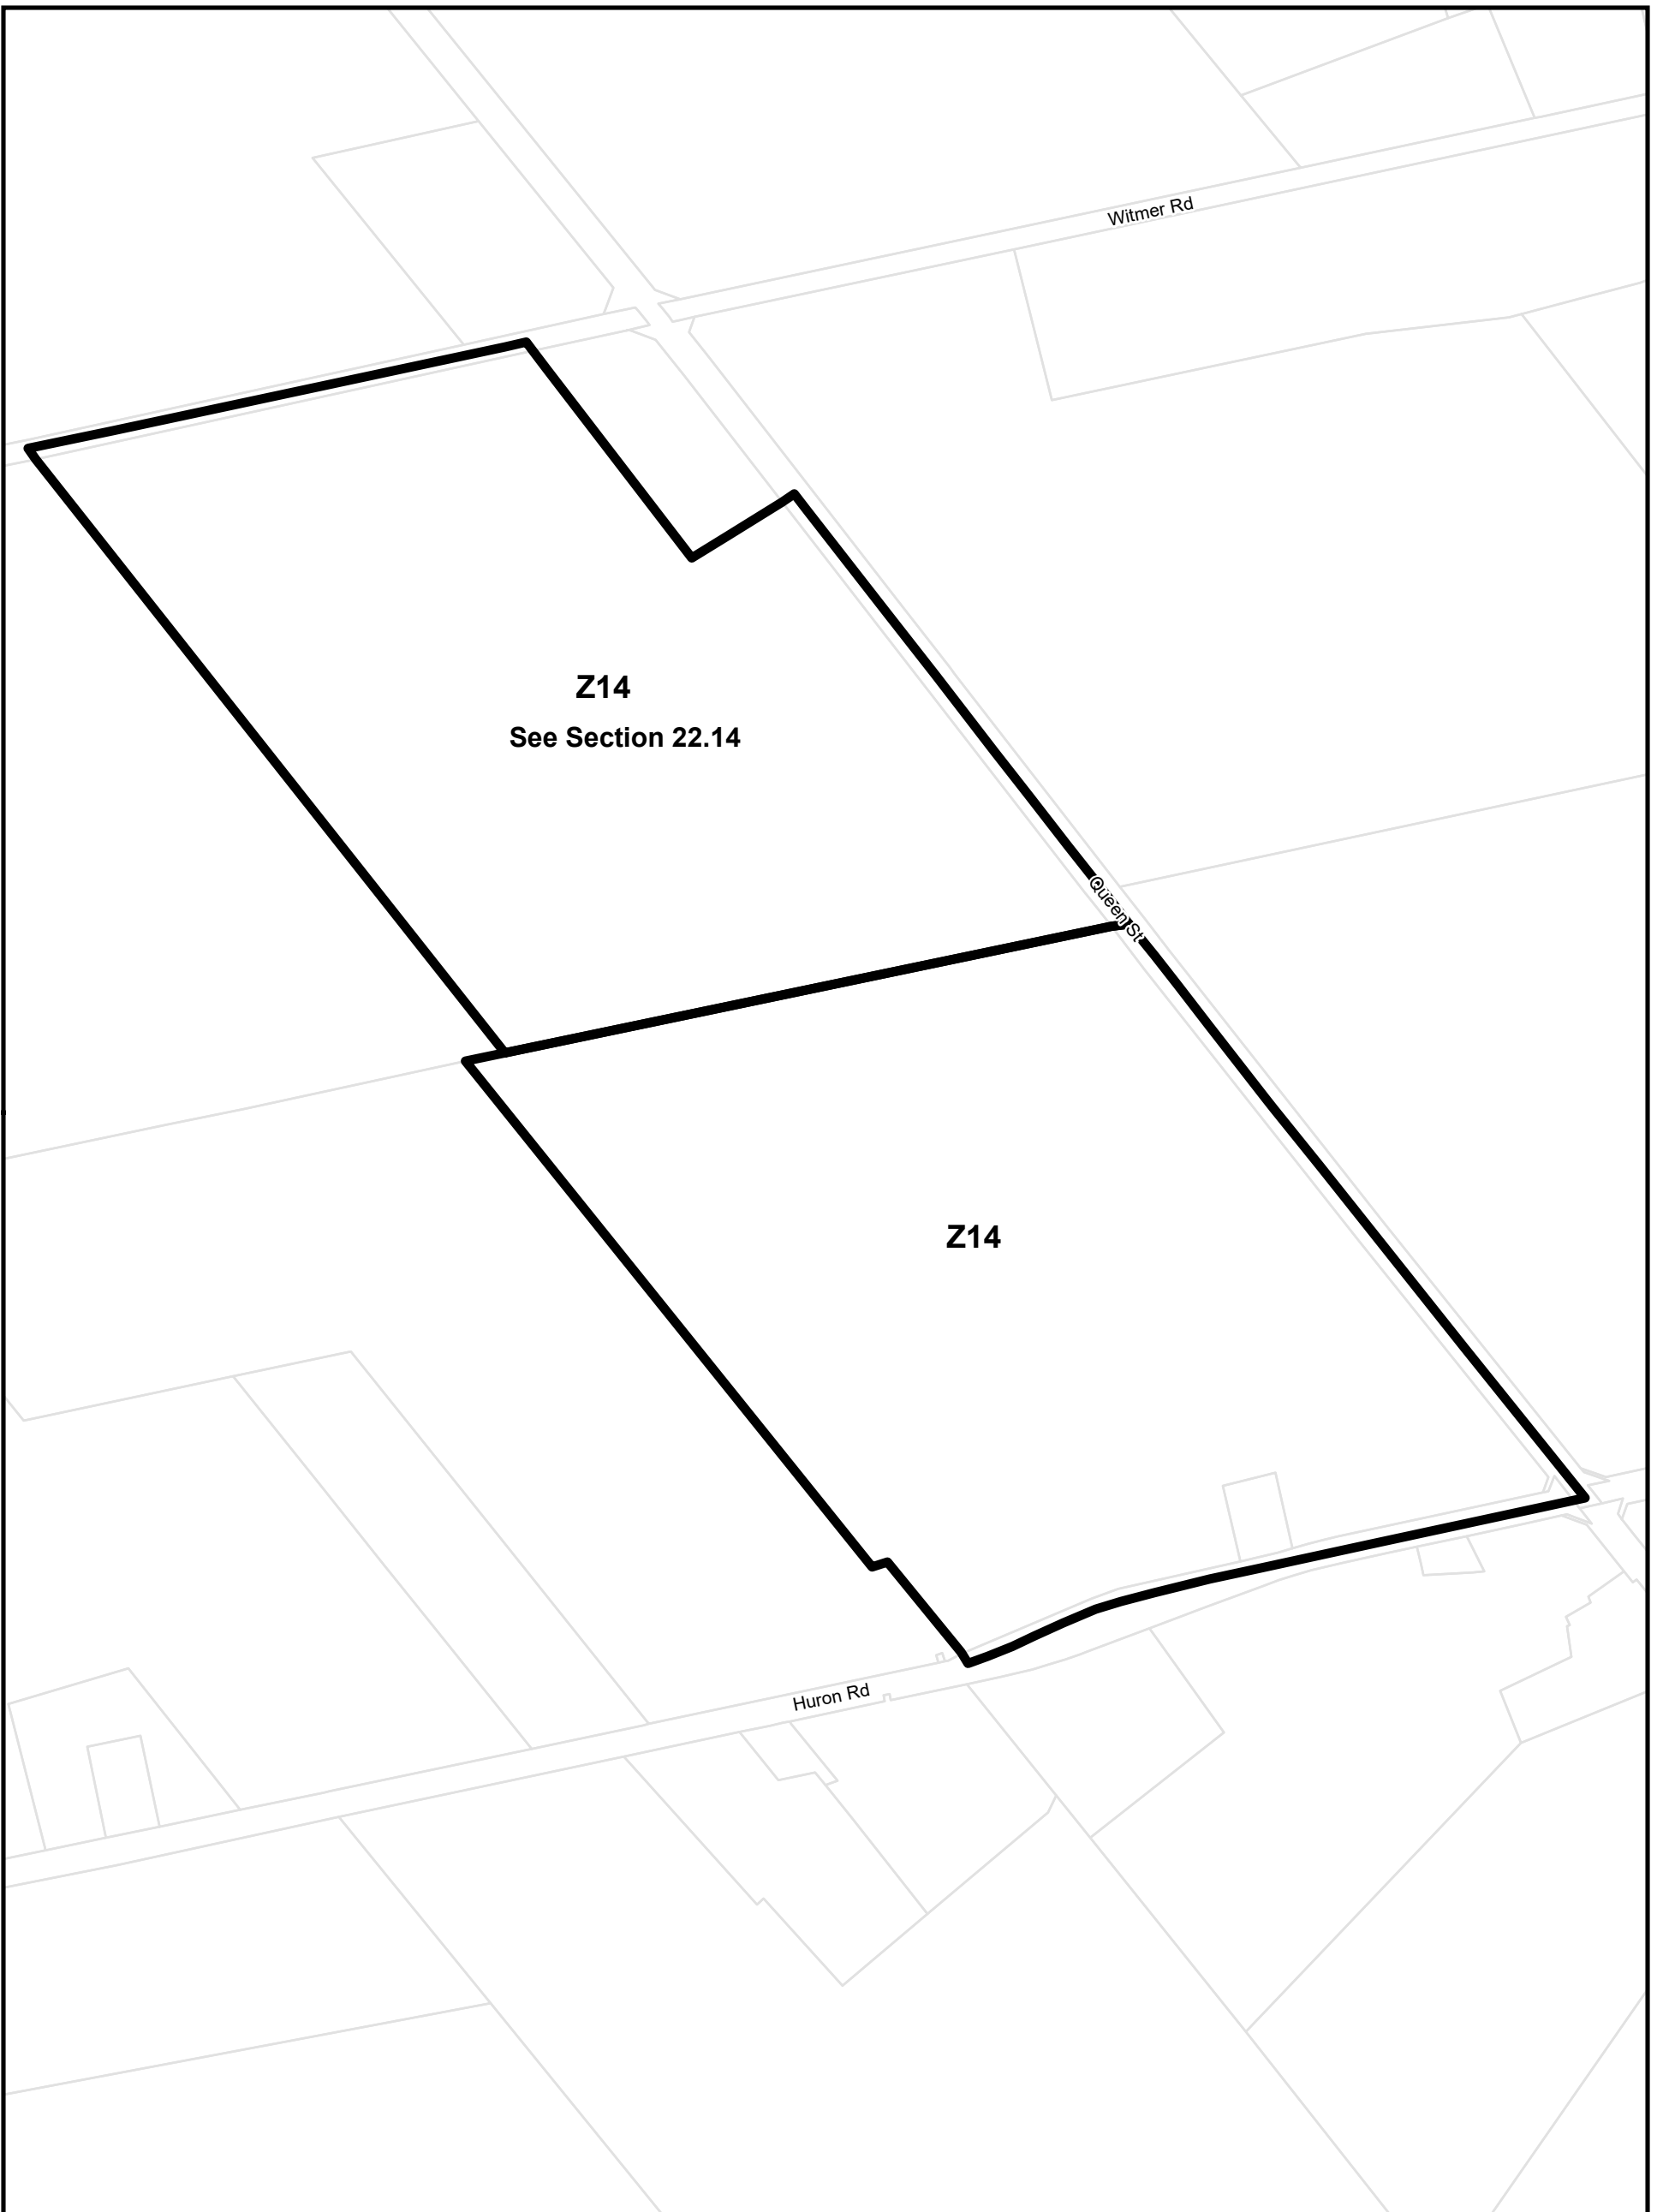 Witmer Rd
Z14
See Section 22.14
Queen St
Z14
Huron Rd